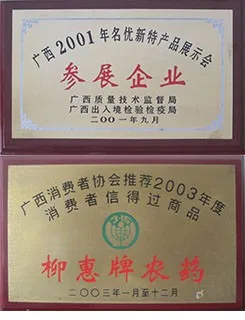 广西2001年名优新特产品展示会
参展企业
广西质量技术监督局
广西出入境检验检疫局
二〇〇一年九月
广西消费者协会推荐2003年度
消费者信得过商品
柳惠牌农药
二〇〇三年一月至十二月